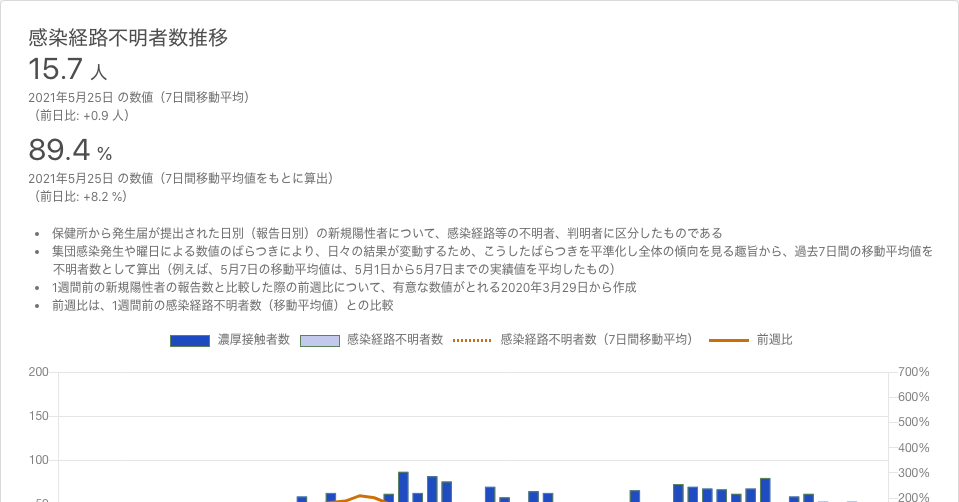 感染経路不明者数推移
15.7 人
2021年5月25日 の数値（7日間移動平均）
（前日比: +0.9 人）
89.4 %
2021年5月25日 の数値（7日間移動平均値をもとに算出）
（前日比: +8.2 %）
• 保健所から発生届が提出された日別（報告日別）の新規陽性者について、感染経路等の不明者、判明者に区分したものである
• 集団感染発生や曜日による数値のばらつきにより、日々の結果が変動するため、こうしたばらつきを平準化し全体の傾向を見る趣旨から、過去7日間の移動平均値を
不明者数として算出（例えば、5月7日の移動平均値は、5月1日から5月7日までの実績値を平均したもの）
• 1週間前の新規陽性者の報告数と比較した際の前週比について、有意な数値がとれる2020年3月29日から作成
• 前週比は、1週間前の感染経路不明者数（移動平均値）との比較
濃厚接触者数 感染経路不明者数 感染経路不明者数（7日間移動平均） 前週比
200 700%
600%
150 500%
400%
100 300%
50 200%